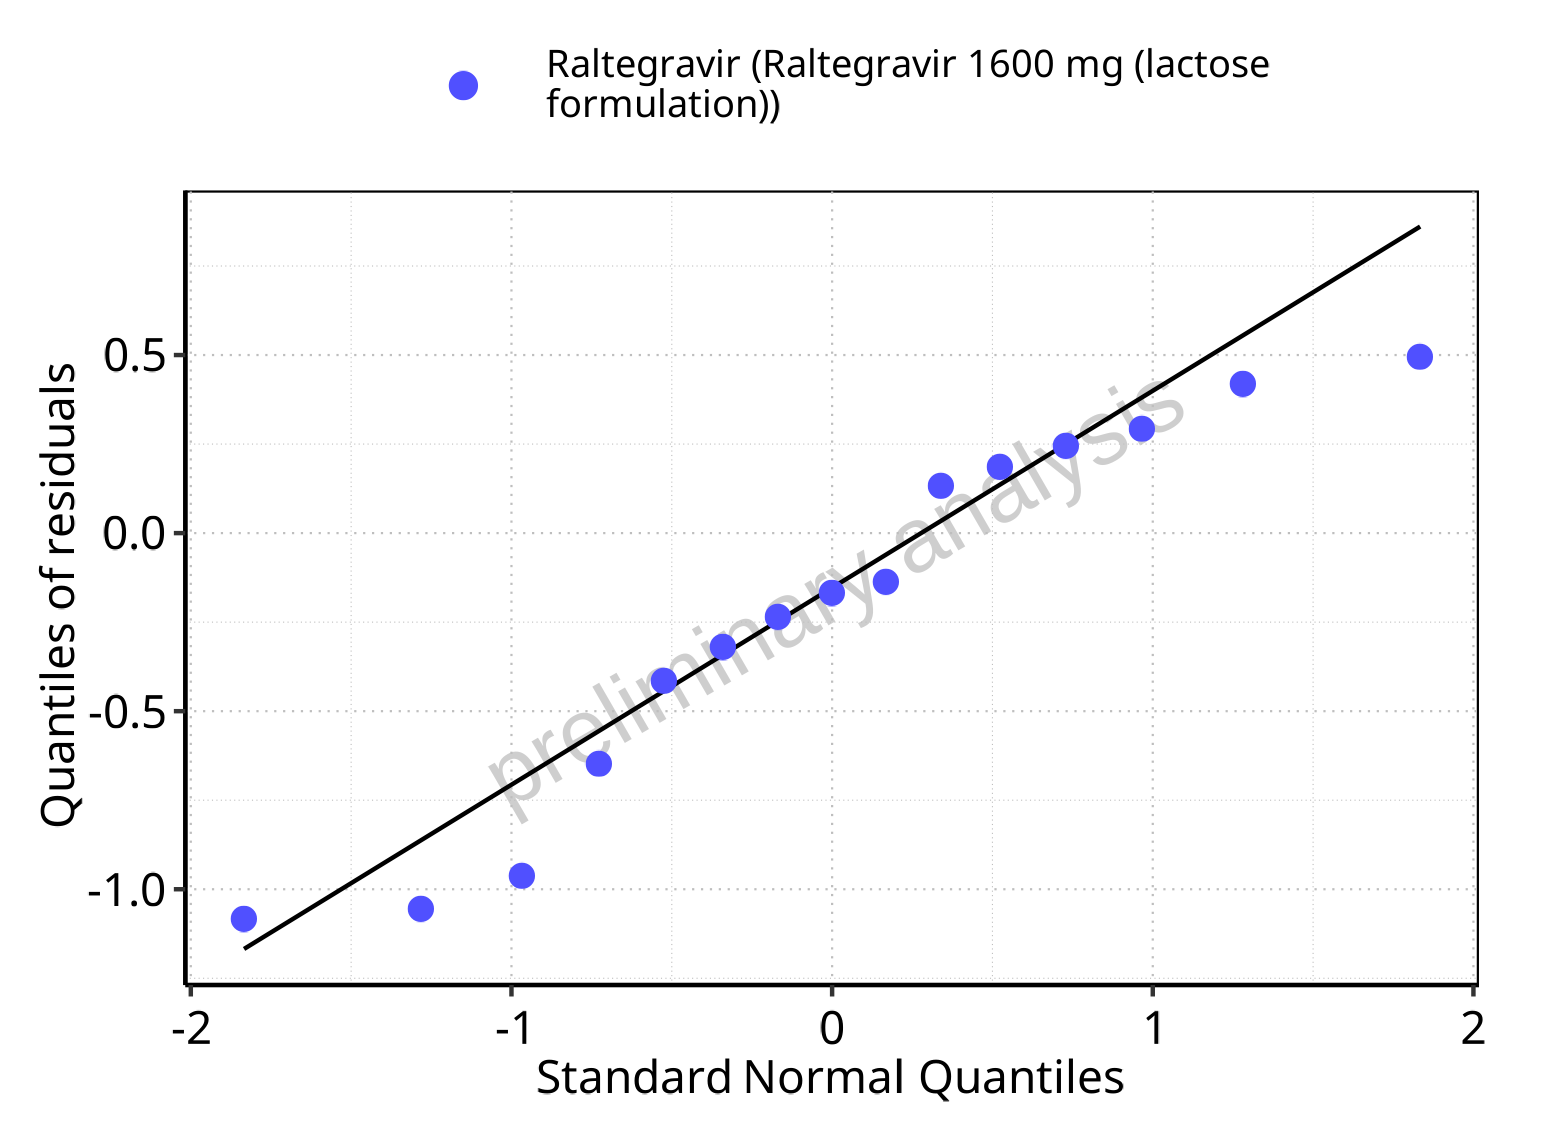 Raltegravir (Raltegravir 1600 mg (lactose
formulation))
Quantiles of residuals
0.5
0.0
-0.5
-1.0
preliminary analysis
-2 -1 0 1 2
Standard Normal Quantiles